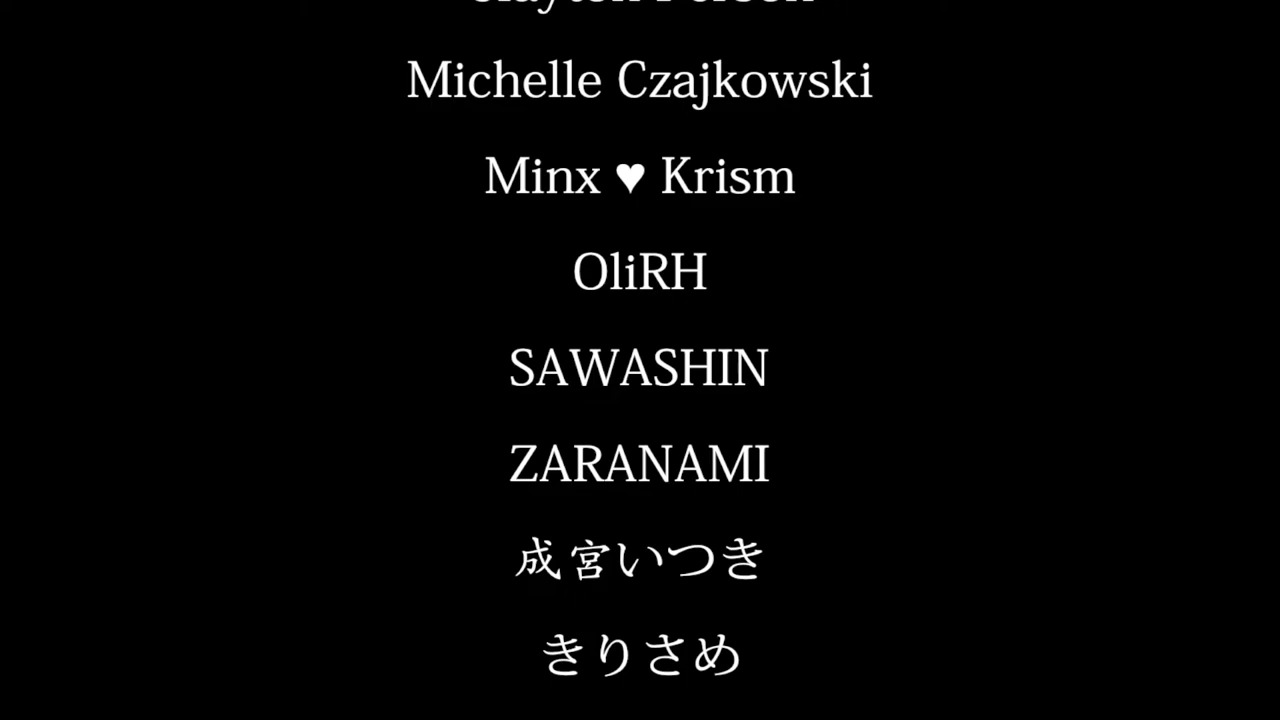 Michelle Czajkowski
Minx ♥ Krism
OliRH
SAWASHIN
ZARANAMI
成宮いつき
きりさめ